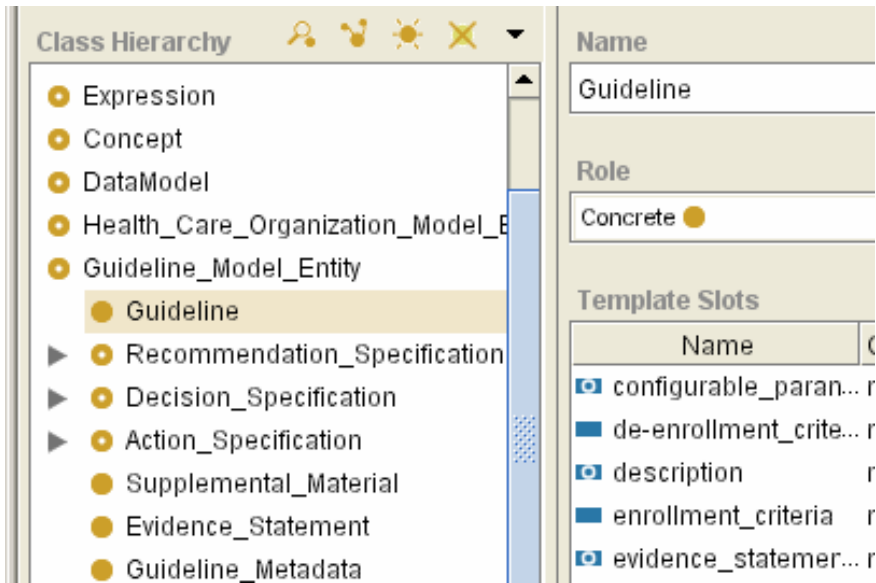 Class Hierarchy
Expression
Concept
DataModel
Health_Care_Organization_Model_E
Guideline_Model_Entity
Guideline
Recommendation_Specification
Decision_Specification
Action_Specification
Supplemental_Material
Evidence_Statement
Guideline_Metadata
Name
Guideline
Role
Concrete
Template Slots
Name
configurable_paran...
de-enrollment_crite...
description
enrollment_criteria
evidence_statemer...